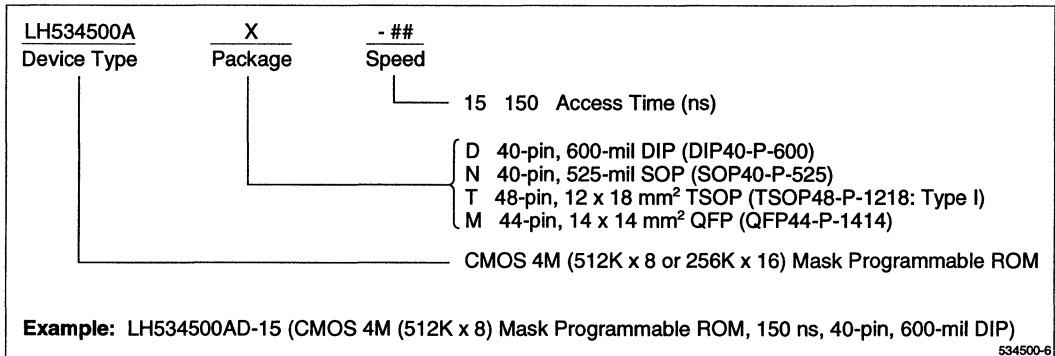 LH534500A X - ##
Device Type Package Speed
15 150 Access Time (ns)
D 40-pin, 600-mil DIP (DIP40-P-600)
N 40-pin, 525-mil SOP (SOP40-P-525)
T 48-pin, 12 x 18 mm² TSOP (TSOP48-P-1218: Type I)
M 44-pin, 14 x 14 mm² QFP (QFP44-P-1414)
CMOS 4M (512K x 8 or 256K x 16) Mask Programmable ROM
Example: LH534500AD-15 (CMOS 4M (512K x 8) Mask Programmable ROM, 150 ns, 40-pin, 600-mil DIP)
534500-6